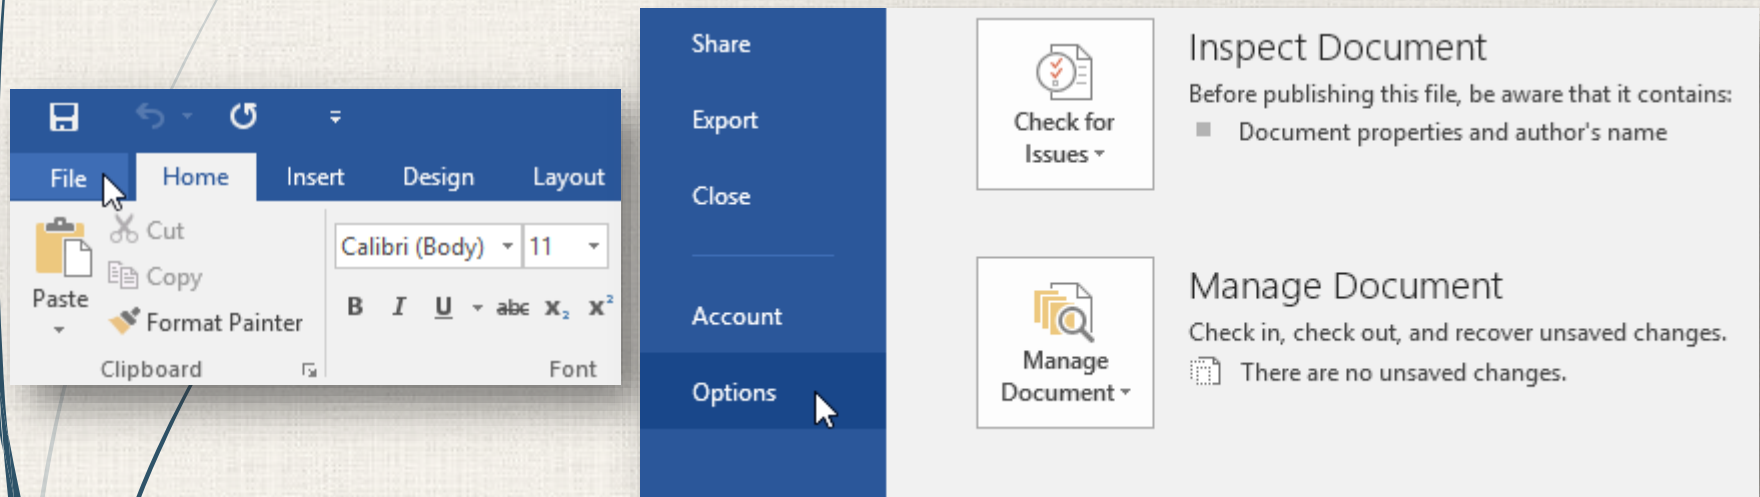 File Home Insert Design Layout
Cut
Calibri (Body) 11
Copy
Paste
B I U abc x₂ x²
Format Painter
Clipboard
Font
Share
Export
Close
Account
Options
Check for
Issues
Inspect Document
Before publishing this file, be aware that it contains:
Document properties and author's name
Manage
Document
Manage Document
Check in, check out, and recover unsaved changes.
There are no unsaved changes.